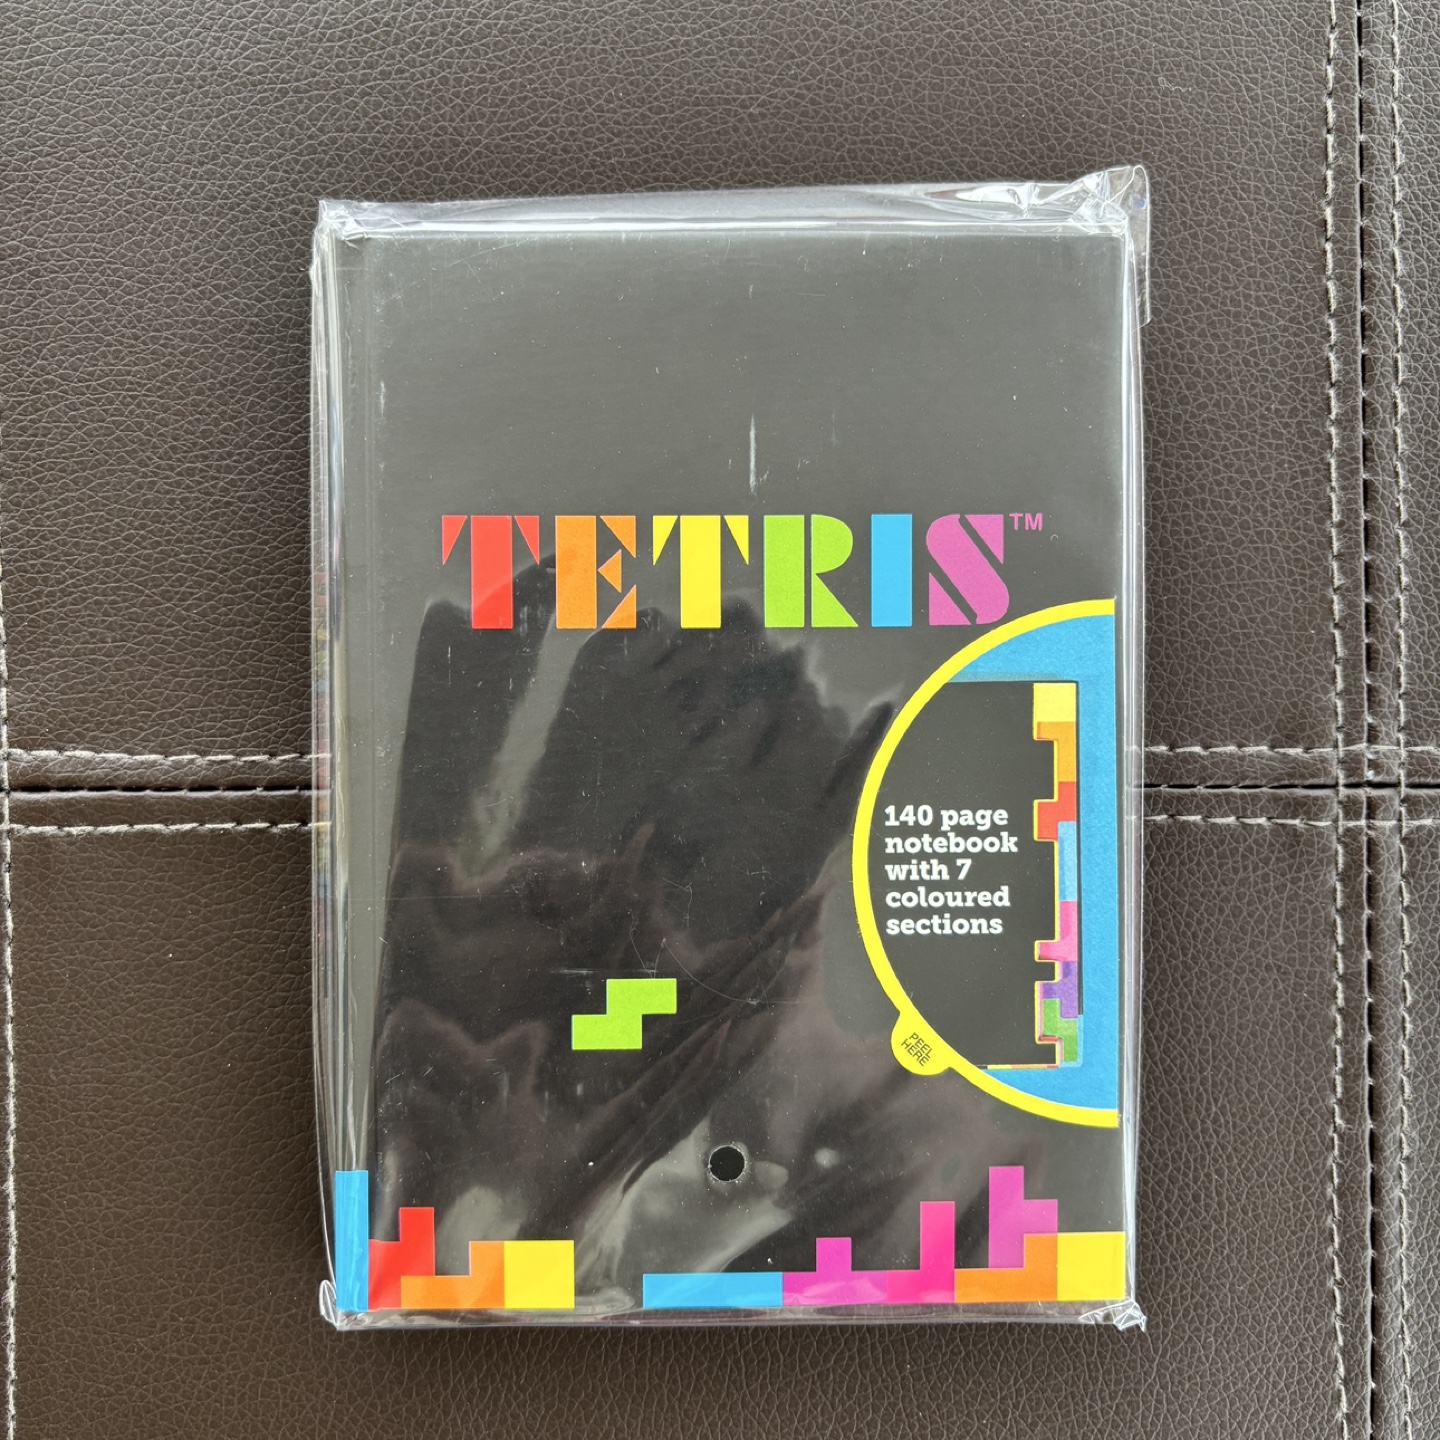 TETRIS™
140 page
notebook
with 7
coloured
sections
PEEL
HERE